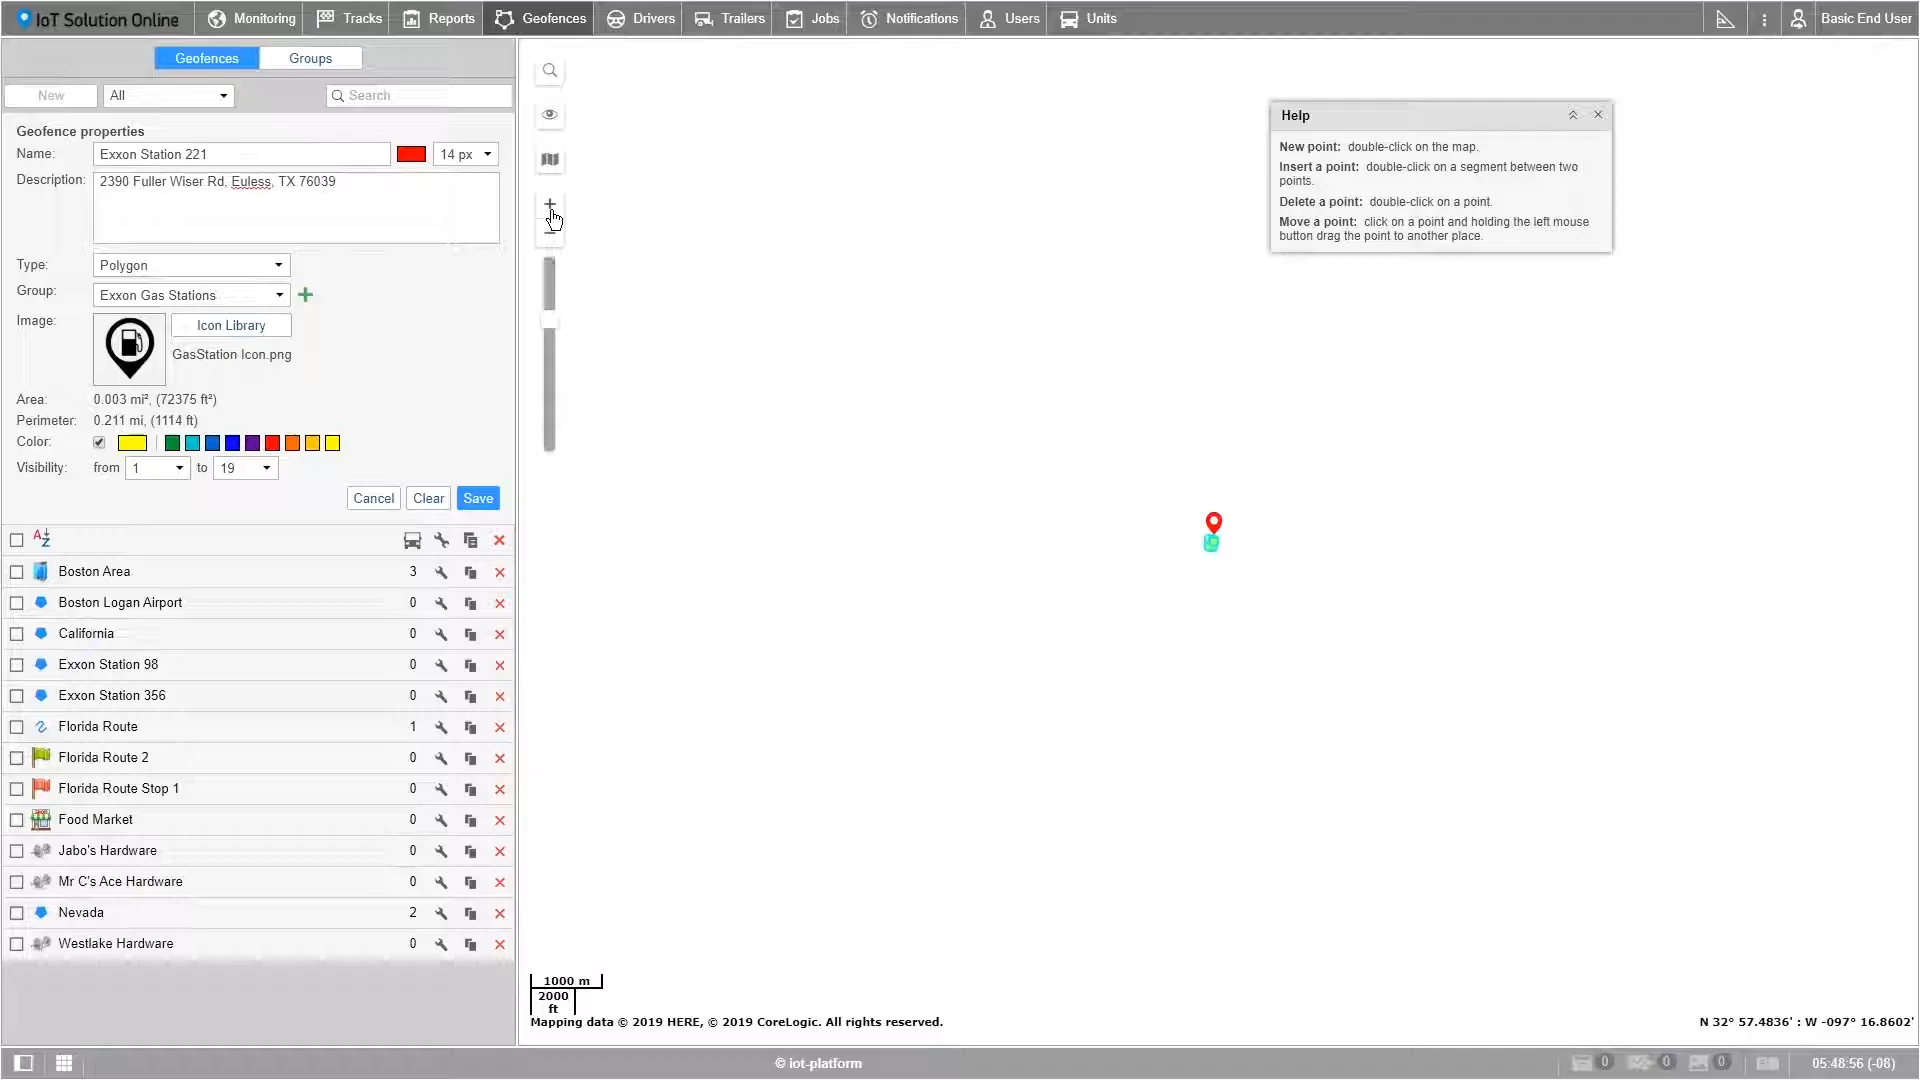 IoT Solution Online
Monitoring
Tracks
Reports
Geofences
Drivers
Trailers
Jobs
Notifications
Users
Units
Basic End User
Geofences
Groups
New
All
Search
Geofence properties
Name:
Exxon Station 221
14 px
Description:
2390 Fuller Wiser Rd, Euless, TX 76039
Type:
Polygon
Group:
Exxon Gas Stations
Image:
Icon Library
GasStation Icon.png
Area:
0.003 mi², (72375 ft²)
Perimeter:
0.211 mi, (1114 ft)
Color:
Visibility:
from
1
to
19
Cancel
Clear
Save
AZ
Boston Area
3
Boston Logan Airport
0
California
0
Exxon Station 98
0
Exxon Station 356
0
Florida Route
1
Florida Route 2
0
Florida Route Stop 1
0
Food Market
0
Jabo's Hardware
0
Mr C's Ace Hardware
0
Nevada
2
Westlake Hardware
0
Help
New point: double-click on the map.
Insert a point: double-click on a segment between two
points.
Delete a point: double-click on a point.
Move a point: click on a point and holding the left mouse
button drag the point to another place.
1000 m
2000
ft
Mapping data © 2019 HERE, © 2019 CoreLogic. All rights reserved.
N 32° 57.4836' : W -097° 16.8602'
© iot-platform
0
0
0
05:48:56 (-08)